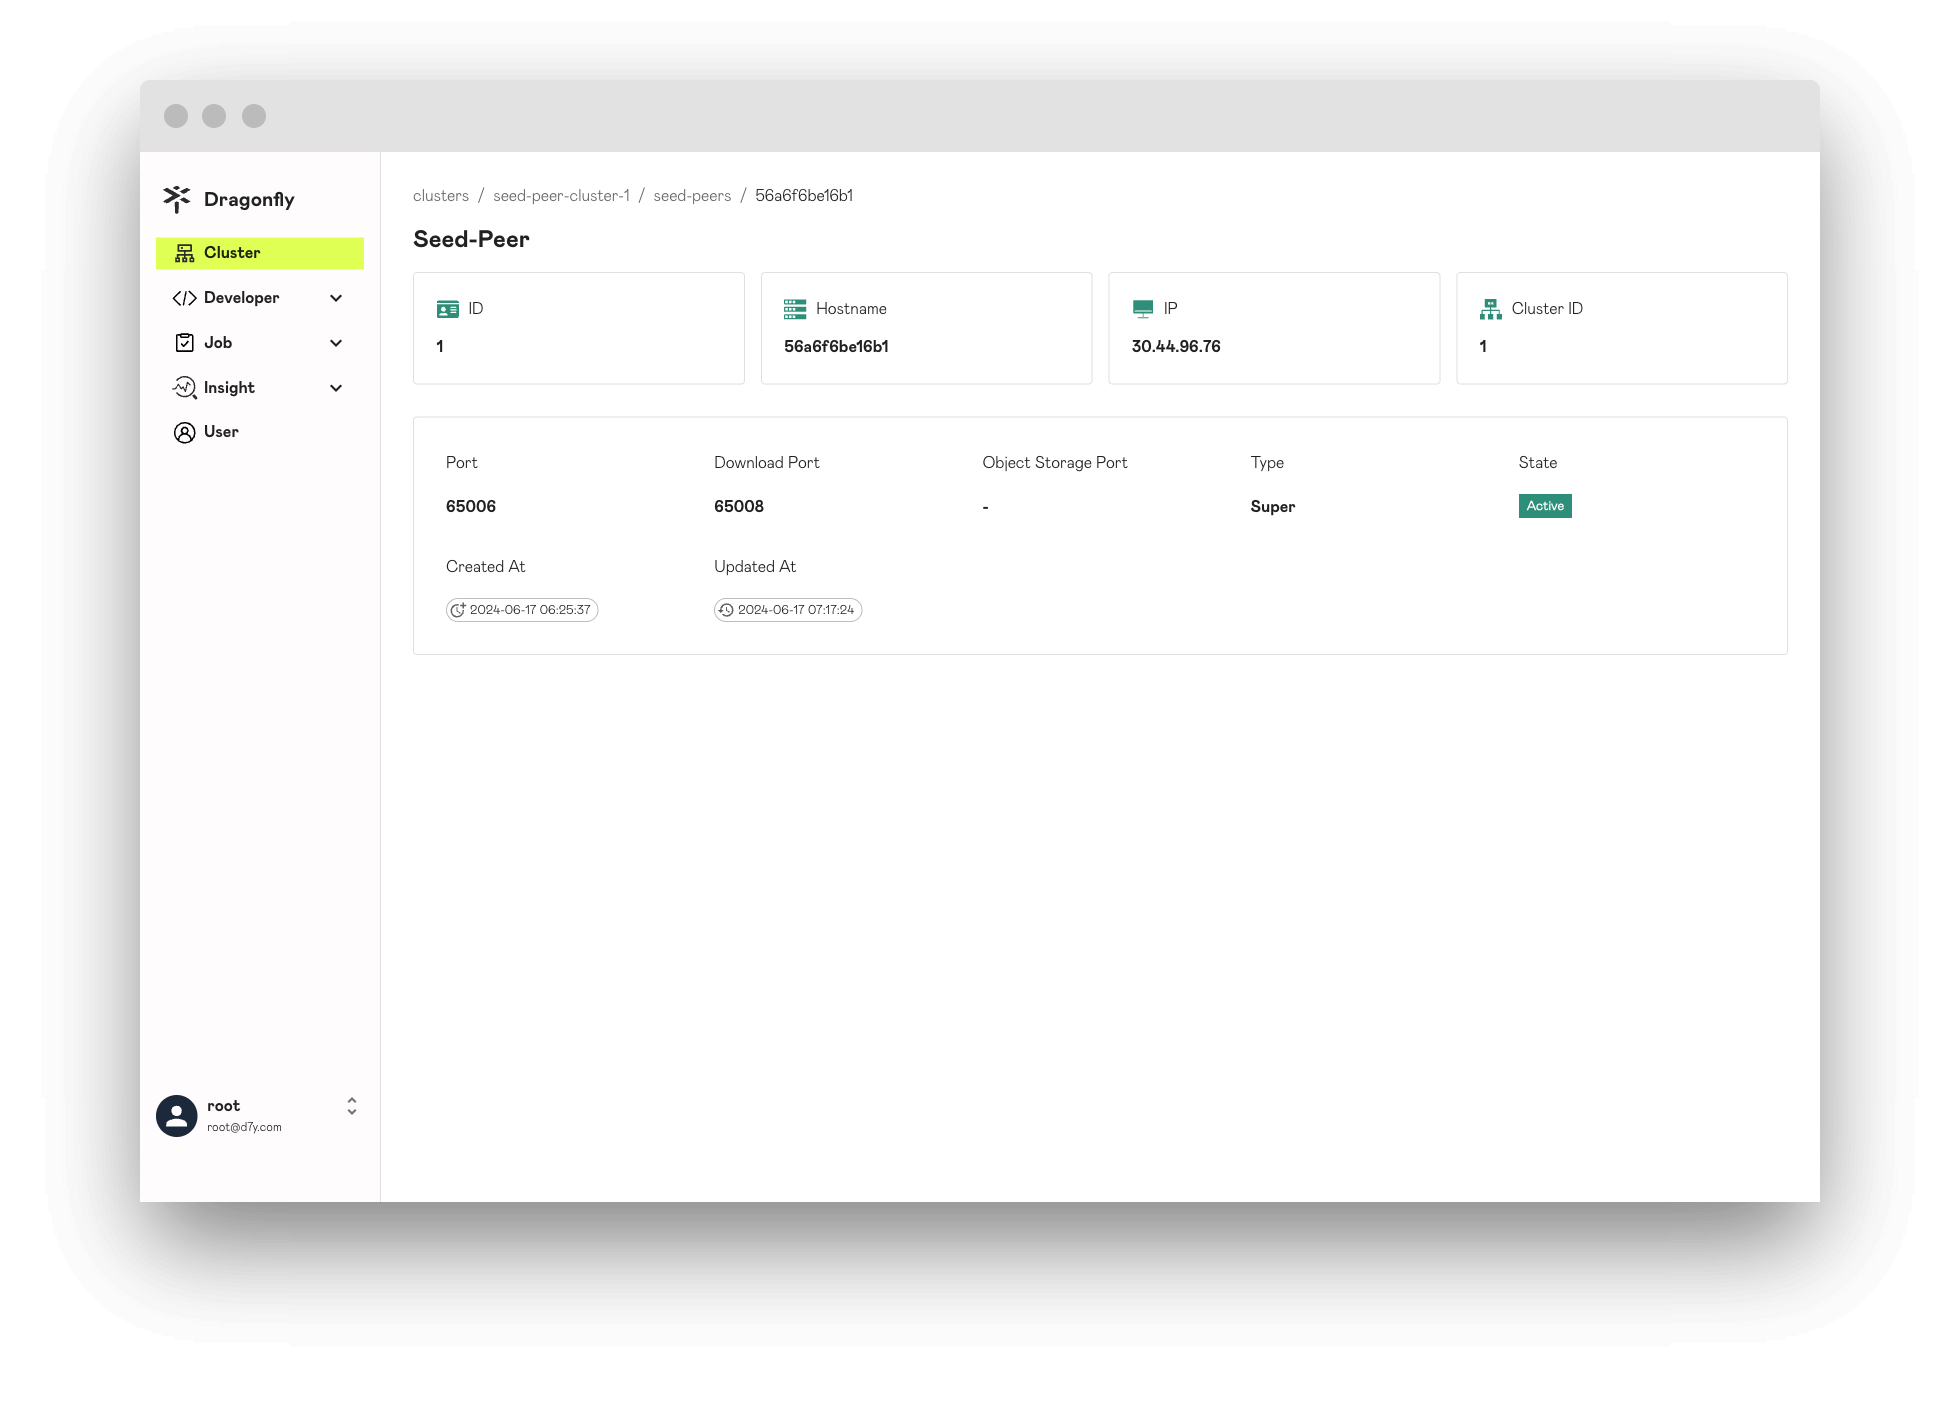 Dragonfly
Cluster
Developer
Job
Insight
User
root
root@d7y.com
clusters / seed-peer-cluster-1 / seed-peers / 56a6f6be16b1
Seed-Peer
ID
1
Hostname
56a6f6be16b1
IP
30.44.96.76
Cluster ID
1
Port
65006
Download Port
65008
Object Storage Port
-
Type
Super
State
Active
Created At
2024-06-17 06:25:37
Updated At
2024-06-17 07:17:24